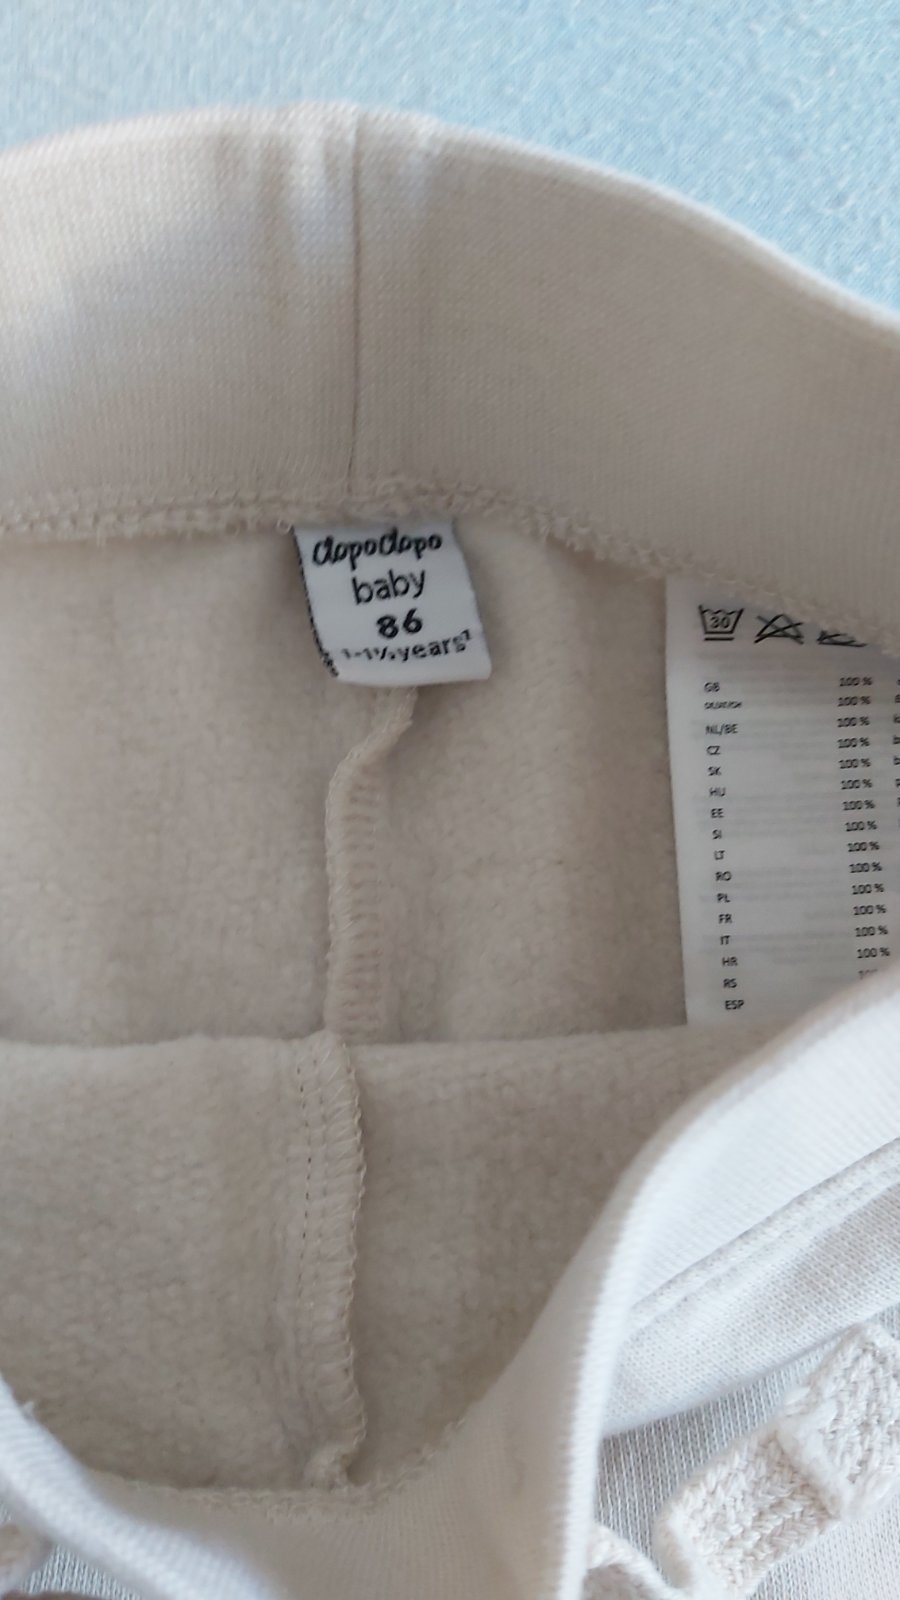 clopoclopo
baby
86
1-1½ years
30
GB 100 %
NL/BE 100 %
CZ 100 %
SK 100 %
HU 100 %
EE 100 %
SI 100 %
LT 100 %
RO 100 %
PL 100 %
FR 100 %
IT 100 %
HR 100 %
RS
ESP